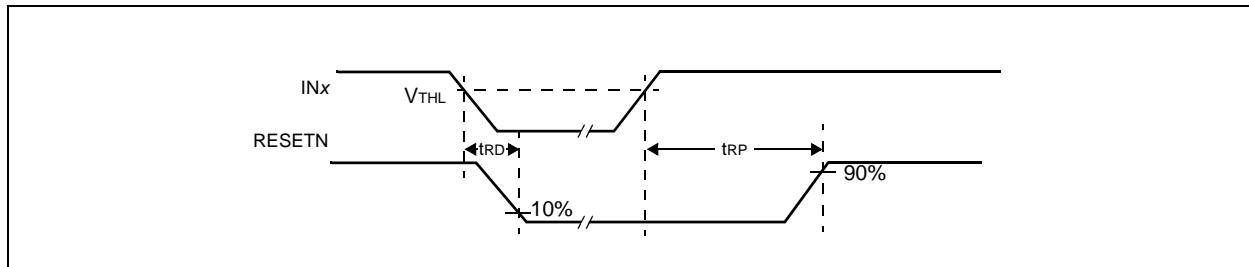 INx
VTHL
RESETN
tRD
tRP
90%
10%